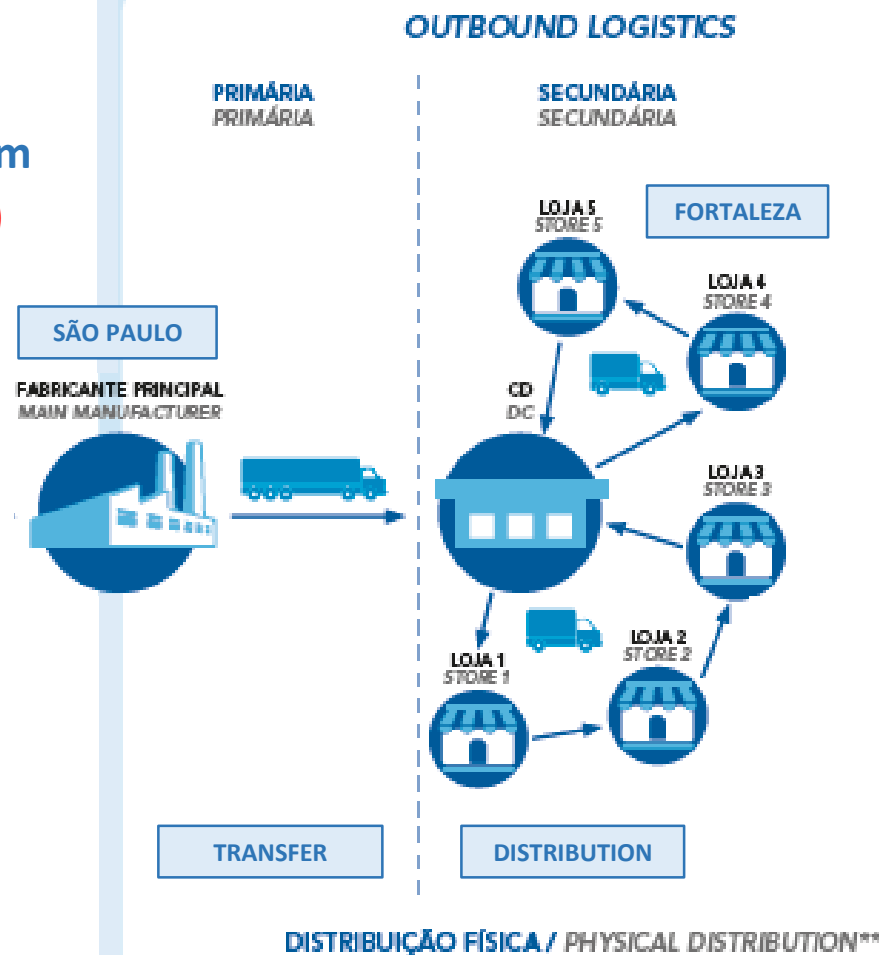 OUTBOUND LOGISTICS
PRIMÁRIA
PRIMÁRIA
SECUNDÁRIA
SECUNDÁRIA
m
)
LOJA 5
STORE 5
FORTALEZA
LOJA 4
STORE 4
SÃO PAULO
FABRICANTE PRINCIPAL
MAIN MANUFACTURER
CD
DC
LOJA 3
STORE 3
LOJA 2
STORE 2
LOJA 1
STORE 1
TRANSFER
DISTRIBUTION
DISTRIBUIÇÃO FÍSICA / PHYSICAL DISTRIBUTION**